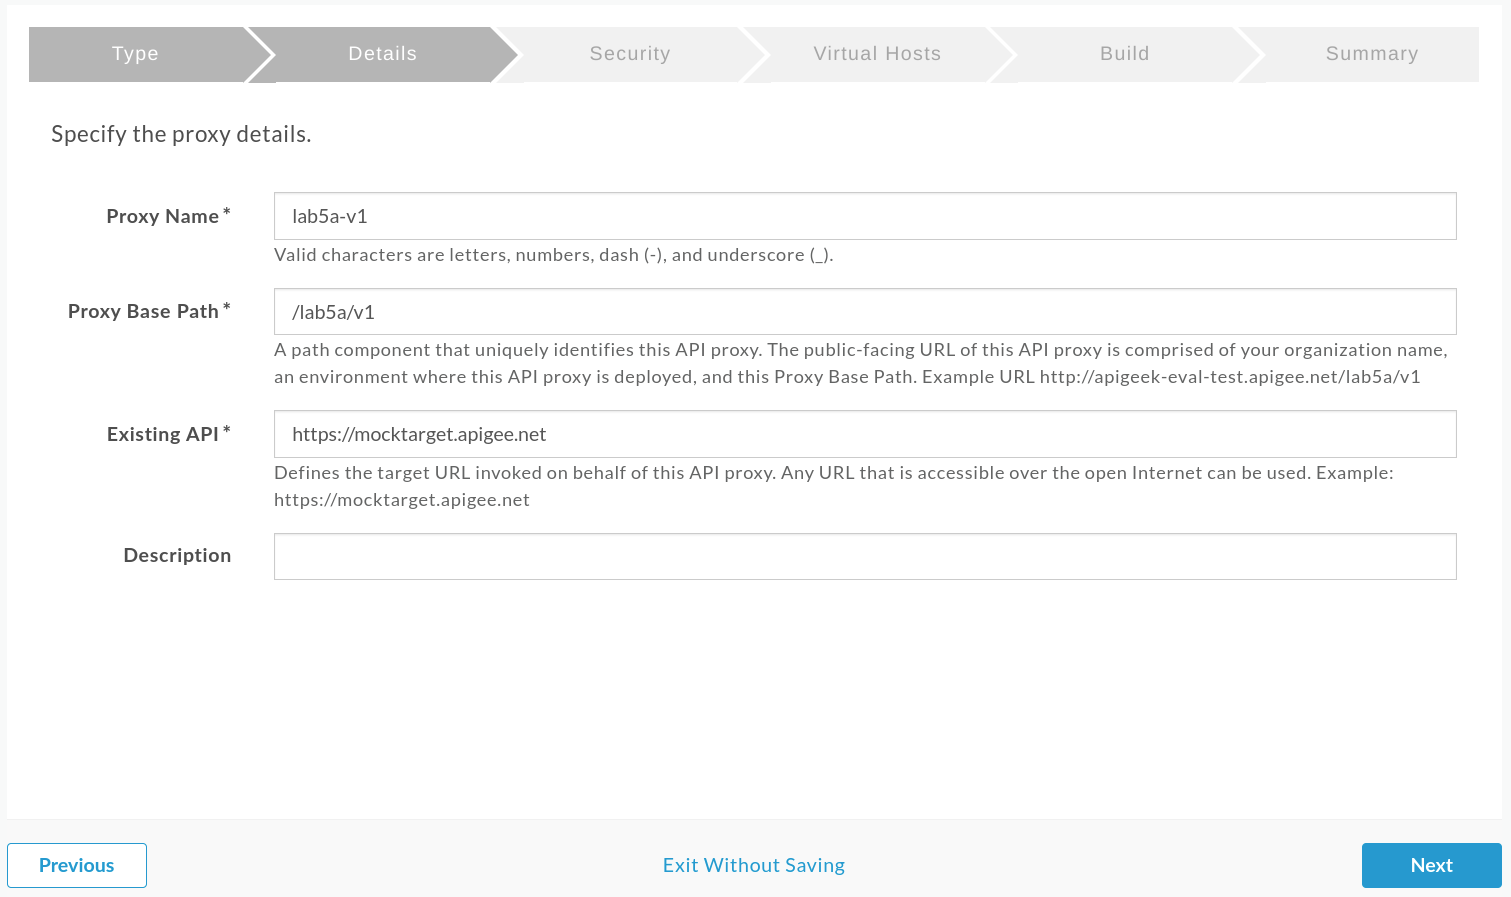 Type
Details
Security
Virtual Hosts
Build
Summary
Specify the proxy details.
Proxy Name*
lab5a-v1
Valid characters are letters, numbers, dash (-), and underscore (_).
Proxy Base Path*
/lab5a/v1
A path component that uniquely identifies this API proxy. The public-facing URL of this API proxy is comprised of your organization name,
an environment where this API proxy is deployed, and this Proxy Base Path. Example URL http://apigeek-eval-test.apigee.net/lab5a/v1
Existing API*
https://mocktarget.apigee.net
Defines the target URL invoked on behalf of this API proxy. Any URL that is accessible over the open Internet can be used. Example:
https://mocktarget.apigee.net
Description
Previous
Exit Without Saving
Next